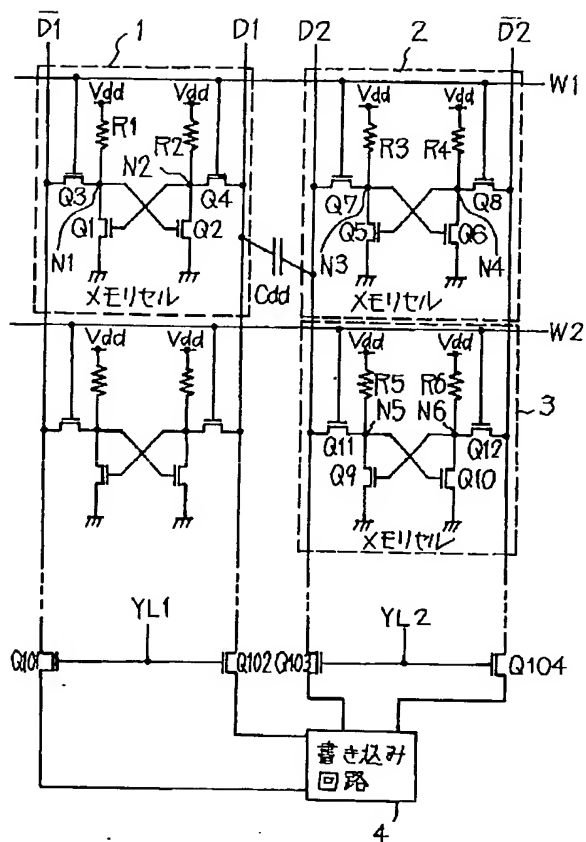 D1 1 D1 D2 2 D2
W1
Vdd Vdd Vdd Vdd
R1 R2 R3 R4
N2
Q3 Q4 Q7 Q8
Q1 Q2 Q5 Q6
N1 N3 N4
Cdd
メモリセル メモリセル
W2
Vdd Vdd Vdd Vdd
R5 R6
N5 N6 3
Q11 Q12
Q9 Q10
メモリセル
YL1 YL2
Q10 Q102 Q103 Q104
書き込み
回路
4